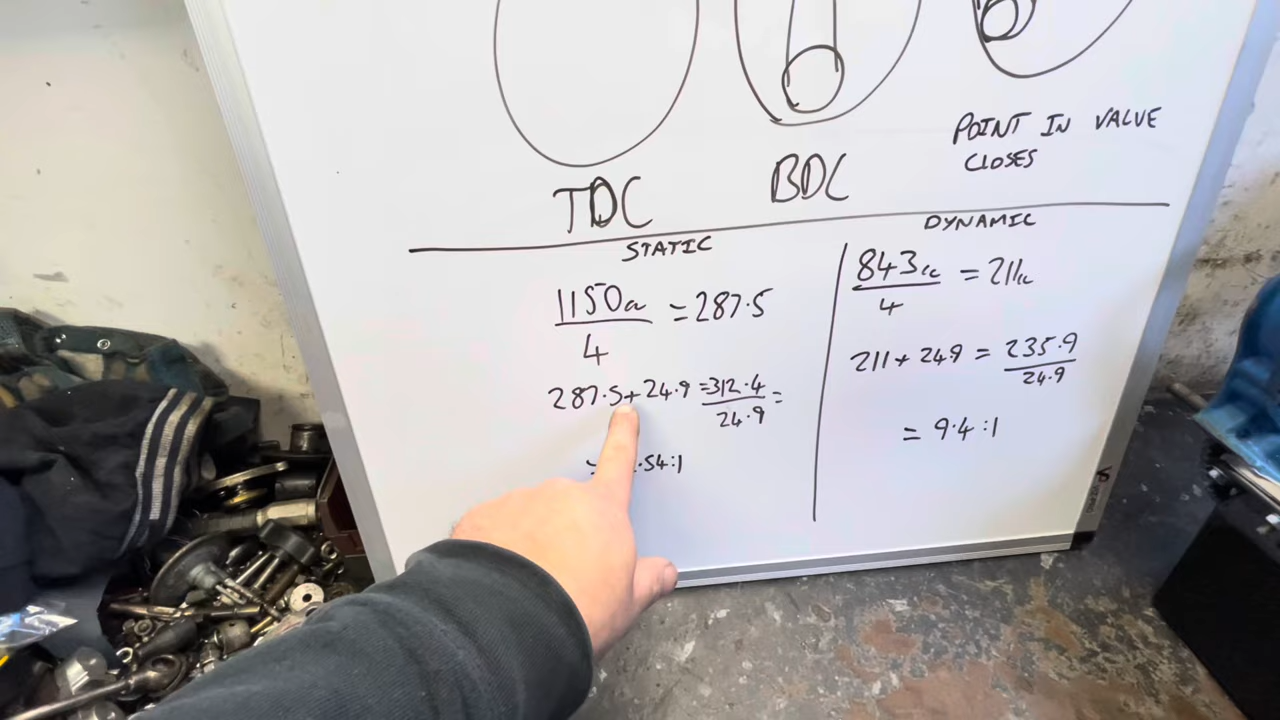 POINT IN VALVE
CLOSES
TDC
BDC
STATIC
1150cc = 287.5
4
287.5+24.9 = 312.4 =
24.9
.54:1
DYNAMIC
843cc = 211cc
4
211+24.9 = 235.9
24.9
= 9.4:1